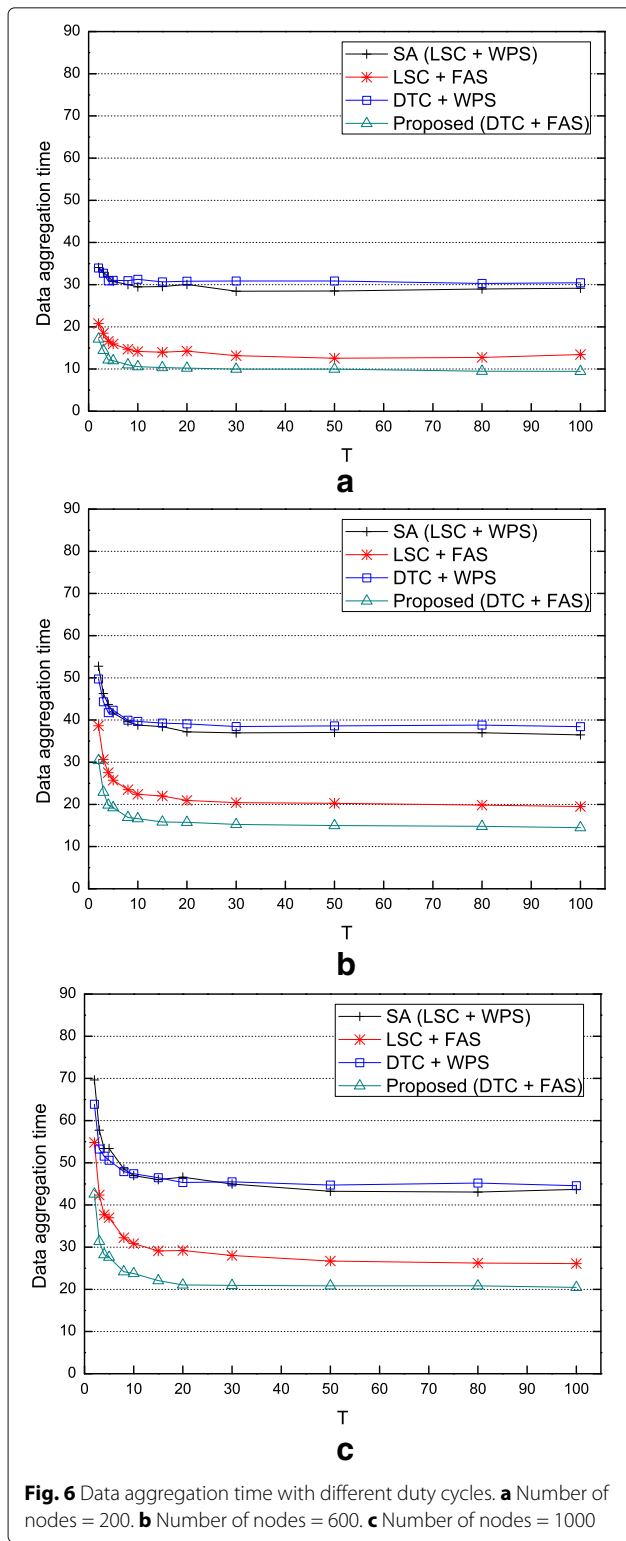 90
80
70
60
50
40
30
20
10
0
Data aggregation time
SA (LSC + WPS)
LSC + FAS
DTC + WPS
Proposed (DTC + FAS)
0 10 20 30 40 50 60 70 80 90 100
T
a
90
80
70
60
50
40
30
20
10
0
Data aggregation time
SA (LSC + WPS)
LSC + FAS
DTC + WPS
Proposed (DTC + FAS)
0 10 20 30 40 50 60 70 80 90 100
T
b
90
80
70
60
50
40
30
20
10
0
Data aggregation time
SA (LSC + WPS)
LSC + FAS
DTC + WPS
Proposed (DTC + FAS)
0 10 20 30 40 50 60 70 80 90 100
T
c
Fig. 6 Data aggregation time with different duty cycles. a Number of
nodes = 200. b Number of nodes = 600. c Number of nodes = 1000